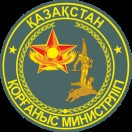 ҚАЗАҚСТАН
ҚОРҒАНЫС МИНИСТРЛІГІ